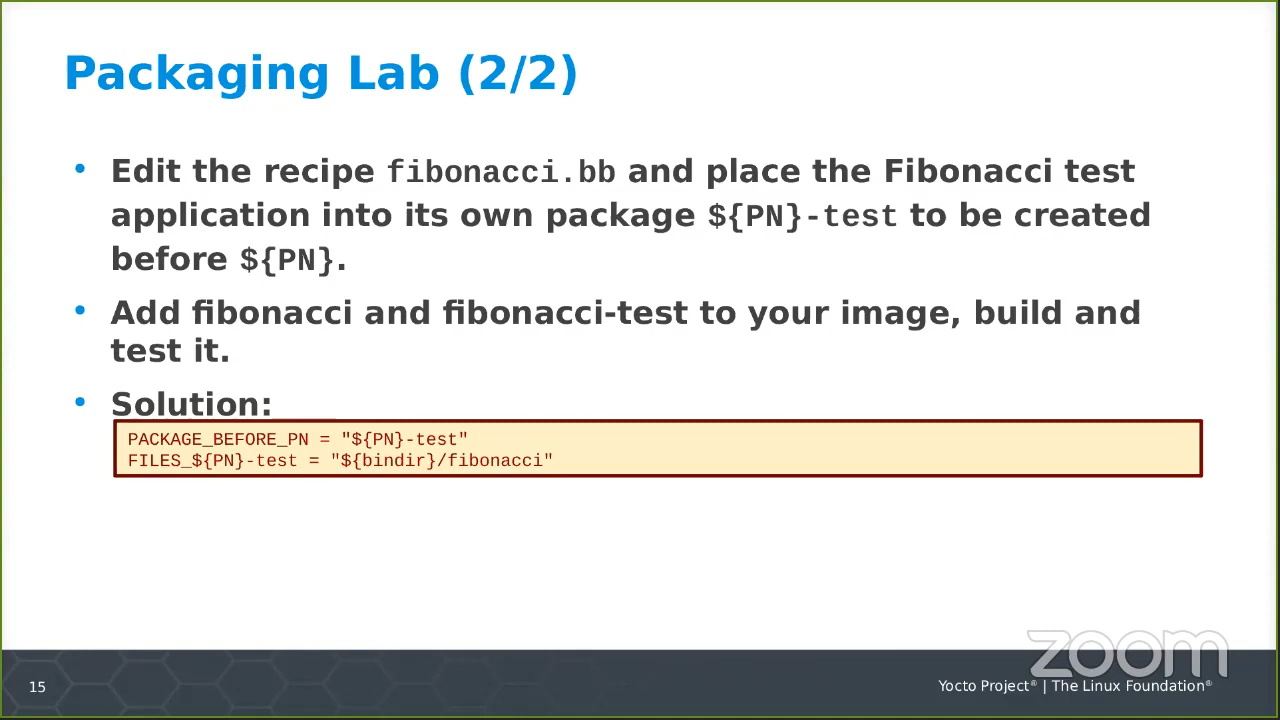 Packaging Lab (2/2)
• Edit the recipe fibonacci.bb and place the Fibonacci test
application into its own package ${PN}-test to be created
before ${PN}.
• Add fibonacci and fibonacci-test to your image, build and
test it.
• Solution:
PACKAGE_BEFORE_PN = "${PN}-test"
FILES_${PN}-test = "${bindir}/fibonacci"
zoom
15
Yocto Project® | The Linux Foundation®